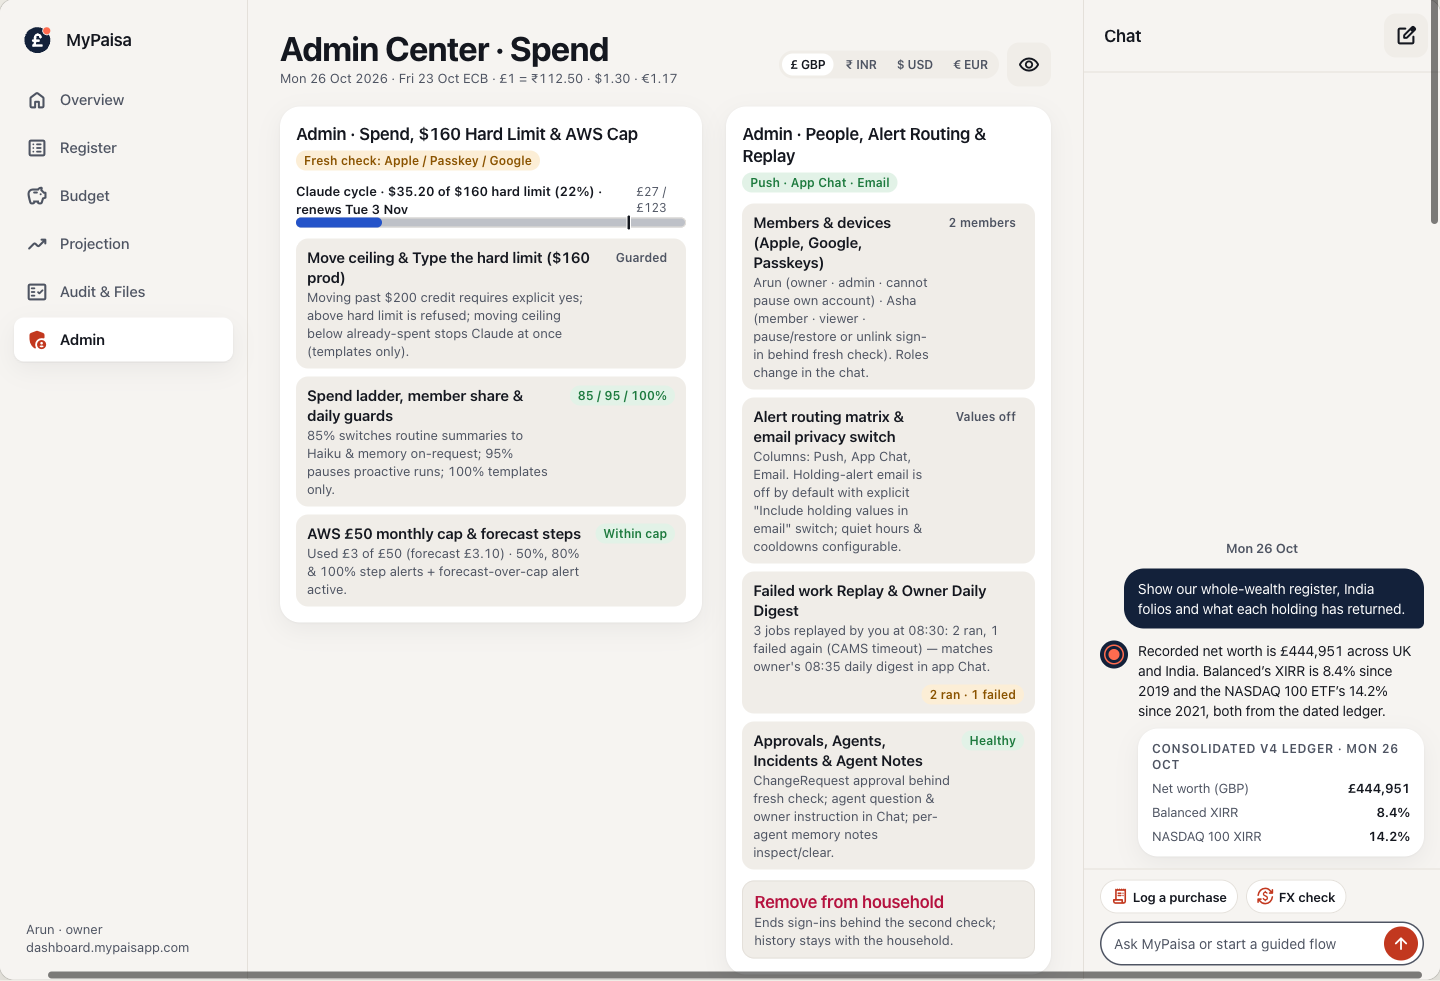 MyPaisa
Overview
Register
Budget
Projection
Audit & Files
Admin
Arun · owner
dashboard.mypaisapp.com
Admin Center · Spend
Mon 26 Oct 2026 · Fri 23 Oct ECB · £1 = ₹112.50 · $1.30 · €1.17
£ GBP
₹ INR
$ USD
€ EUR
Admin · Spend, $160 Hard Limit & AWS Cap
Fresh check: Apple / Passkey / Google
Claude cycle · $35.20 of $160 hard limit (22%) ·
renews Tue 3 Nov
£27 /
£123
Move ceiling & Type the hard limit ($160
prod)
Guarded
Moving past $200 credit requires explicit yes;
above hard limit is refused; moving ceiling
below already-spent stops Claude at once
(templates only).
Spend ladder, member share &
daily guards
85 / 95 / 100%
85% switches routine summaries to
Haiku & memory on-request; 95%
pauses proactive runs; 100% templates
only.
AWS £50 monthly cap & forecast steps
Within cap
Used £3 of £50 (forecast £3.10) · 50%, 80%
& 100% step alerts + forecast-over-cap alert
active.
Admin · People, Alert Routing &
Replay
Push · App Chat · Email
Members & devices
(Apple, Google,
Passkeys)
2 members
Arun (owner · admin · cannot
pause own account) · Asha
(member · viewer ·
pause/restore or unlink sign-
in behind fresh check). Roles
change in the chat.
Alert routing matrix &
email privacy switch
Values off
Columns: Push, App Chat,
Email. Holding-alert email is
off by default with explicit
"Include holding values in
email" switch; quiet hours &
cooldowns configurable.
Failed work Replay & Owner Daily
Digest
3 jobs replayed by you at 08:30: 2 ran, 1
failed again (CAMS timeout) — matches
owner's 08:35 daily digest in app Chat.
2 ran · 1 failed
Approvals, Agents,
Incidents & Agent Notes
Healthy
ChangeRequest approval behind
fresh check; agent question &
owner instruction in Chat; per-
agent memory notes
inspect/clear.
Remove from household
Ends sign-ins behind the second check;
history stays with the household.
Chat
Mon 26 Oct
Show our whole-wealth register, India
folios and what each holding has returned.
Recorded net worth is £444,951 across UK
and India. Balanced’s XIRR is 8.4% since
2019 and the NASDAQ 100 ETF’s 14.2%
since 2021, both from the dated ledger.
CONSOLIDATED V4 LEDGER · MON 26
OCT
Net worth (GBP) £444,951
Balanced XIRR 8.4%
NASDAQ 100 XIRR 14.2%
Log a purchase
FX check
Ask MyPaisa or start a guided flow